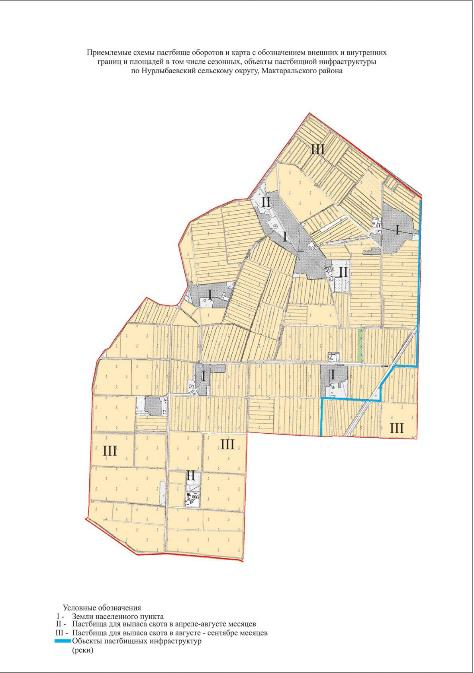 Приемлемые схемы пастбище оборотов и карта с обозначением внешних и внутренних
границ и площадей в том числе сезонных, объекты пастбищной инфраструктуры
по Нурлыбаевский сельскому округу, Мактаральского района
III
II
I
I
II
I
I
I
III
III
III
II
Условные обозначения
I - Земли населенного пункта
II - Пастбища для выпаса скота в апреле-августе месяцев
III - Пастбища для выпаса скота в августе - сентябре месяцев
Объекты пастбищных инфраструктур
(реки)